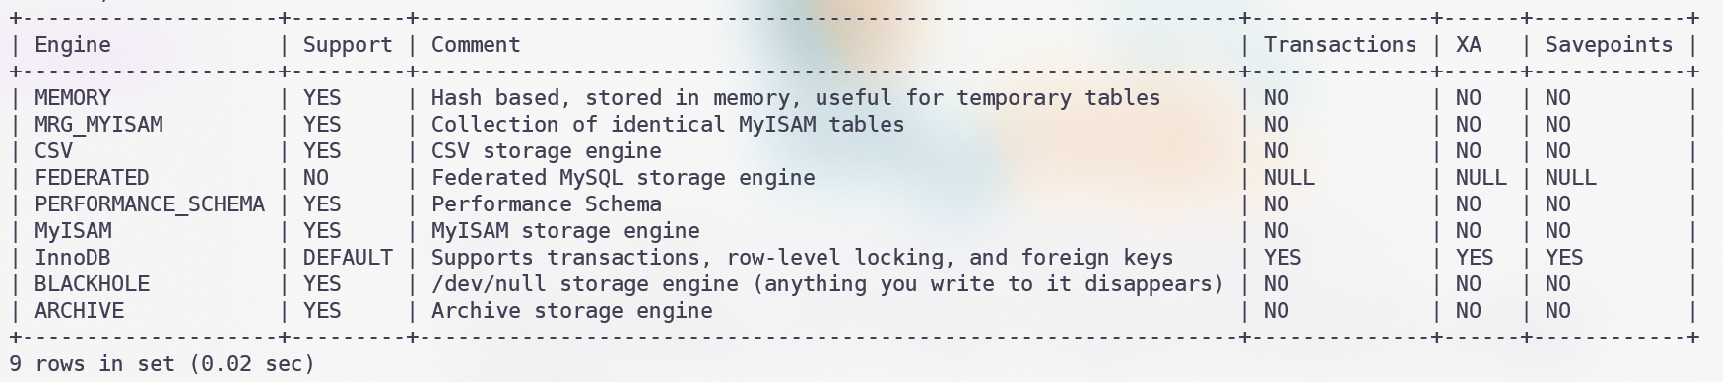 +--------------------+---------+----------------------------------------------------------------+--------------+------+------------+
| Engine             | Support | Comment                                                        | Transactions | XA   | Savepoints |
+--------------------+---------+----------------------------------------------------------------+--------------+------+------------+
| MEMORY             | YES     | Hash based, stored in memory, useful for temporary tables      | NO           | NO   | NO         |
| MRG_MYISAM         | YES     | Collection of identical MyISAM tables                          | NO           | NO   | NO         |
| CSV                | YES     | CSV storage engine                                             | NO           | NO   | NO         |
| FEDERATED          | NO      | Federated MySQL storage engine                                 | NULL         | NULL | NULL       |
| PERFORMANCE_SCHEMA | YES     | Performance Schema                                             | NO           | NO   | NO         |
| MyISAM             | YES     | MyISAM storage engine                                          | NO           | NO   | NO         |
| InnoDB             | DEFAULT | Supports transactions, row-level locking, and foreign keys     | YES          | YES  | YES        |
| BLACKHOLE          | YES     | /dev/null storage engine (anything you write to it disappears) | NO           | NO   | NO         |
| ARCHIVE            | YES     | Archive storage engine                                         | NO           | NO   | NO         |
+--------------------+---------+----------------------------------------------------------------+--------------+------+------------+
9 rows in set (0.02 sec)